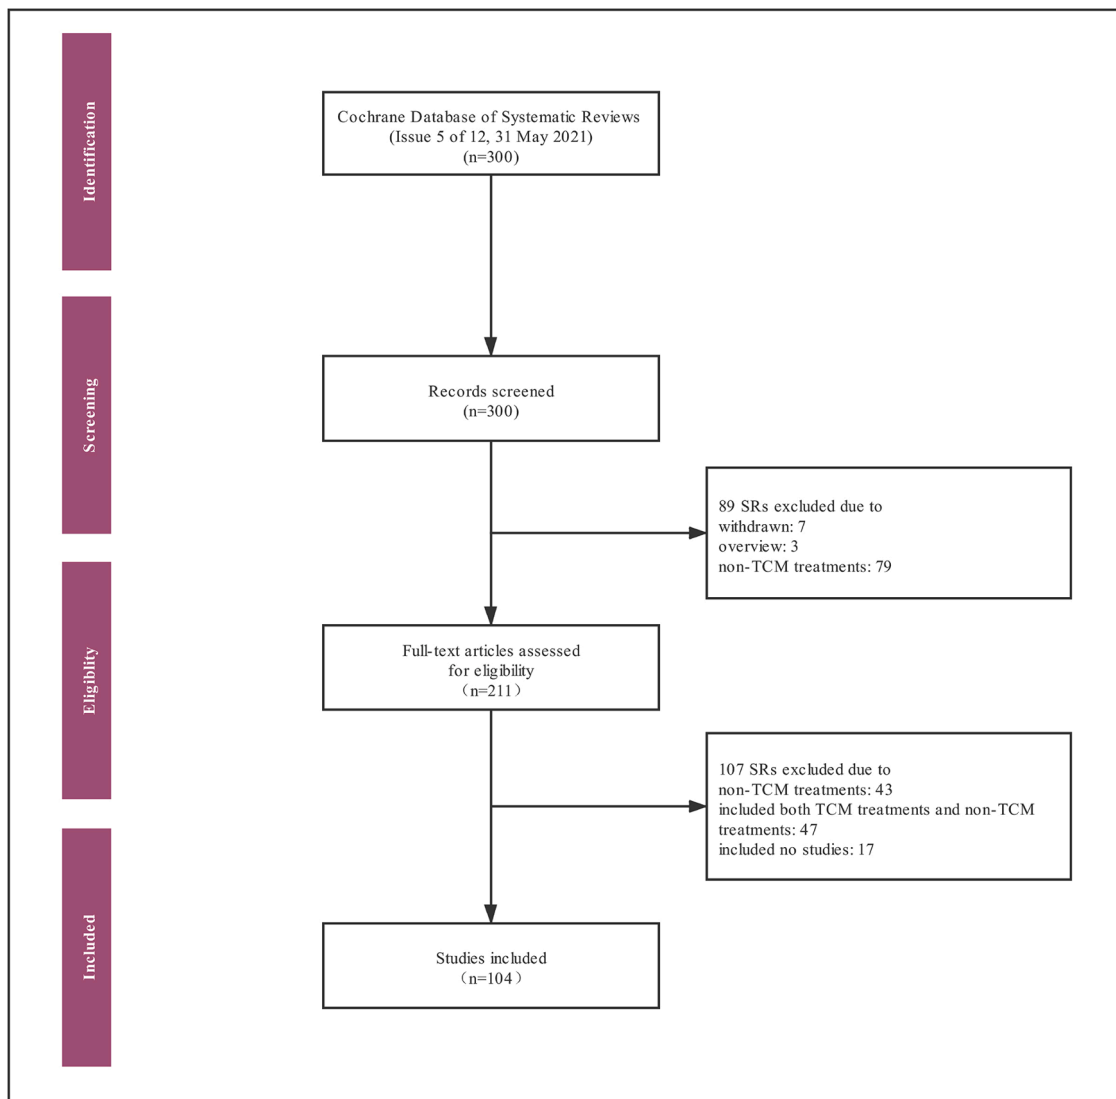 Identification
Cochrane Database of Systematic Reviews
(Issue 5 of 12, 31 May 2021)
(n=300)
Screening
Records screened
(n=300)
89 SRs excluded due to
withdrawn: 7
overview: 3
non-TCM treatments: 79
Eligiblity
Full-text articles assessed
for eligibility
（n=211）
107 SRs excluded due to
non-TCM treatments: 43
included both TCM treatments and non-TCM
treatments: 47
included no studies: 17
Included
Studies included
（n=104）